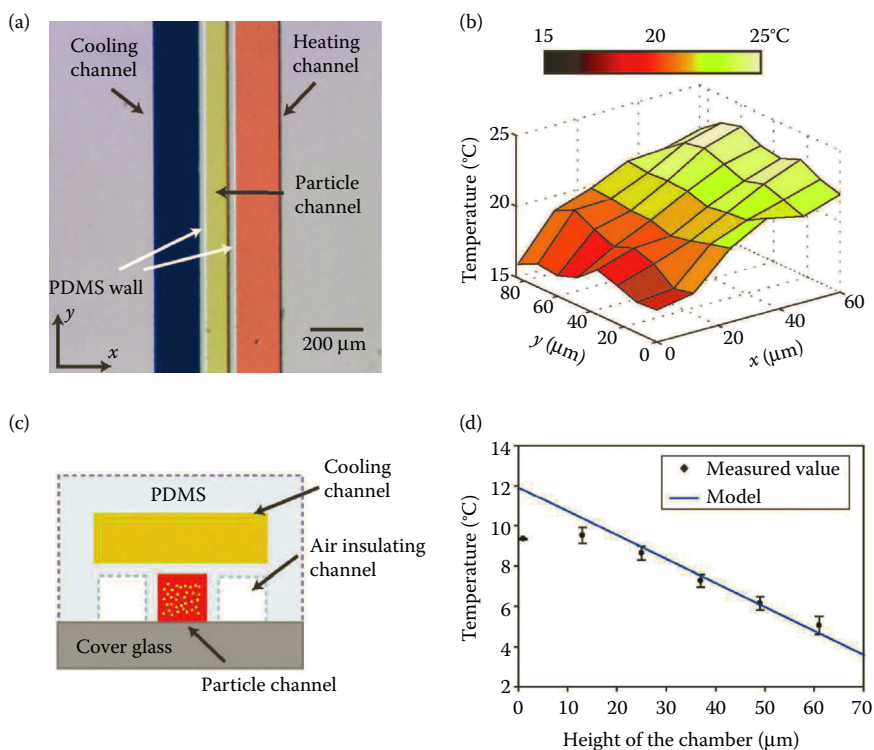 (a)
Cooling
channel
Heating
channel
Particle
channel
PDMS wall
y
x
200 μm
(b)
15
20
25°C
Temperature (°C)
25
20
15
80
60
40
20
0
y (μm)
0
20
40
60
x (μm)
(c)
PDMS
Cooling
channel
Air insulating
channel
Cover glass
Particle channel
(d)
Temperature (°C)
14
12
10
8
6
4
2
Measured value
Model
0
10
20
30
40
50
60
70
Height of the chamber (μm)